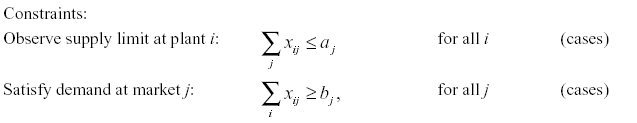 Constraints:
Observe supply limit at plant i: ∑_j x_ij ≤ a_j for all i (cases)
Satisfy demand at market j: ∑_i x_ij ≥ b_j, for all j (cases)